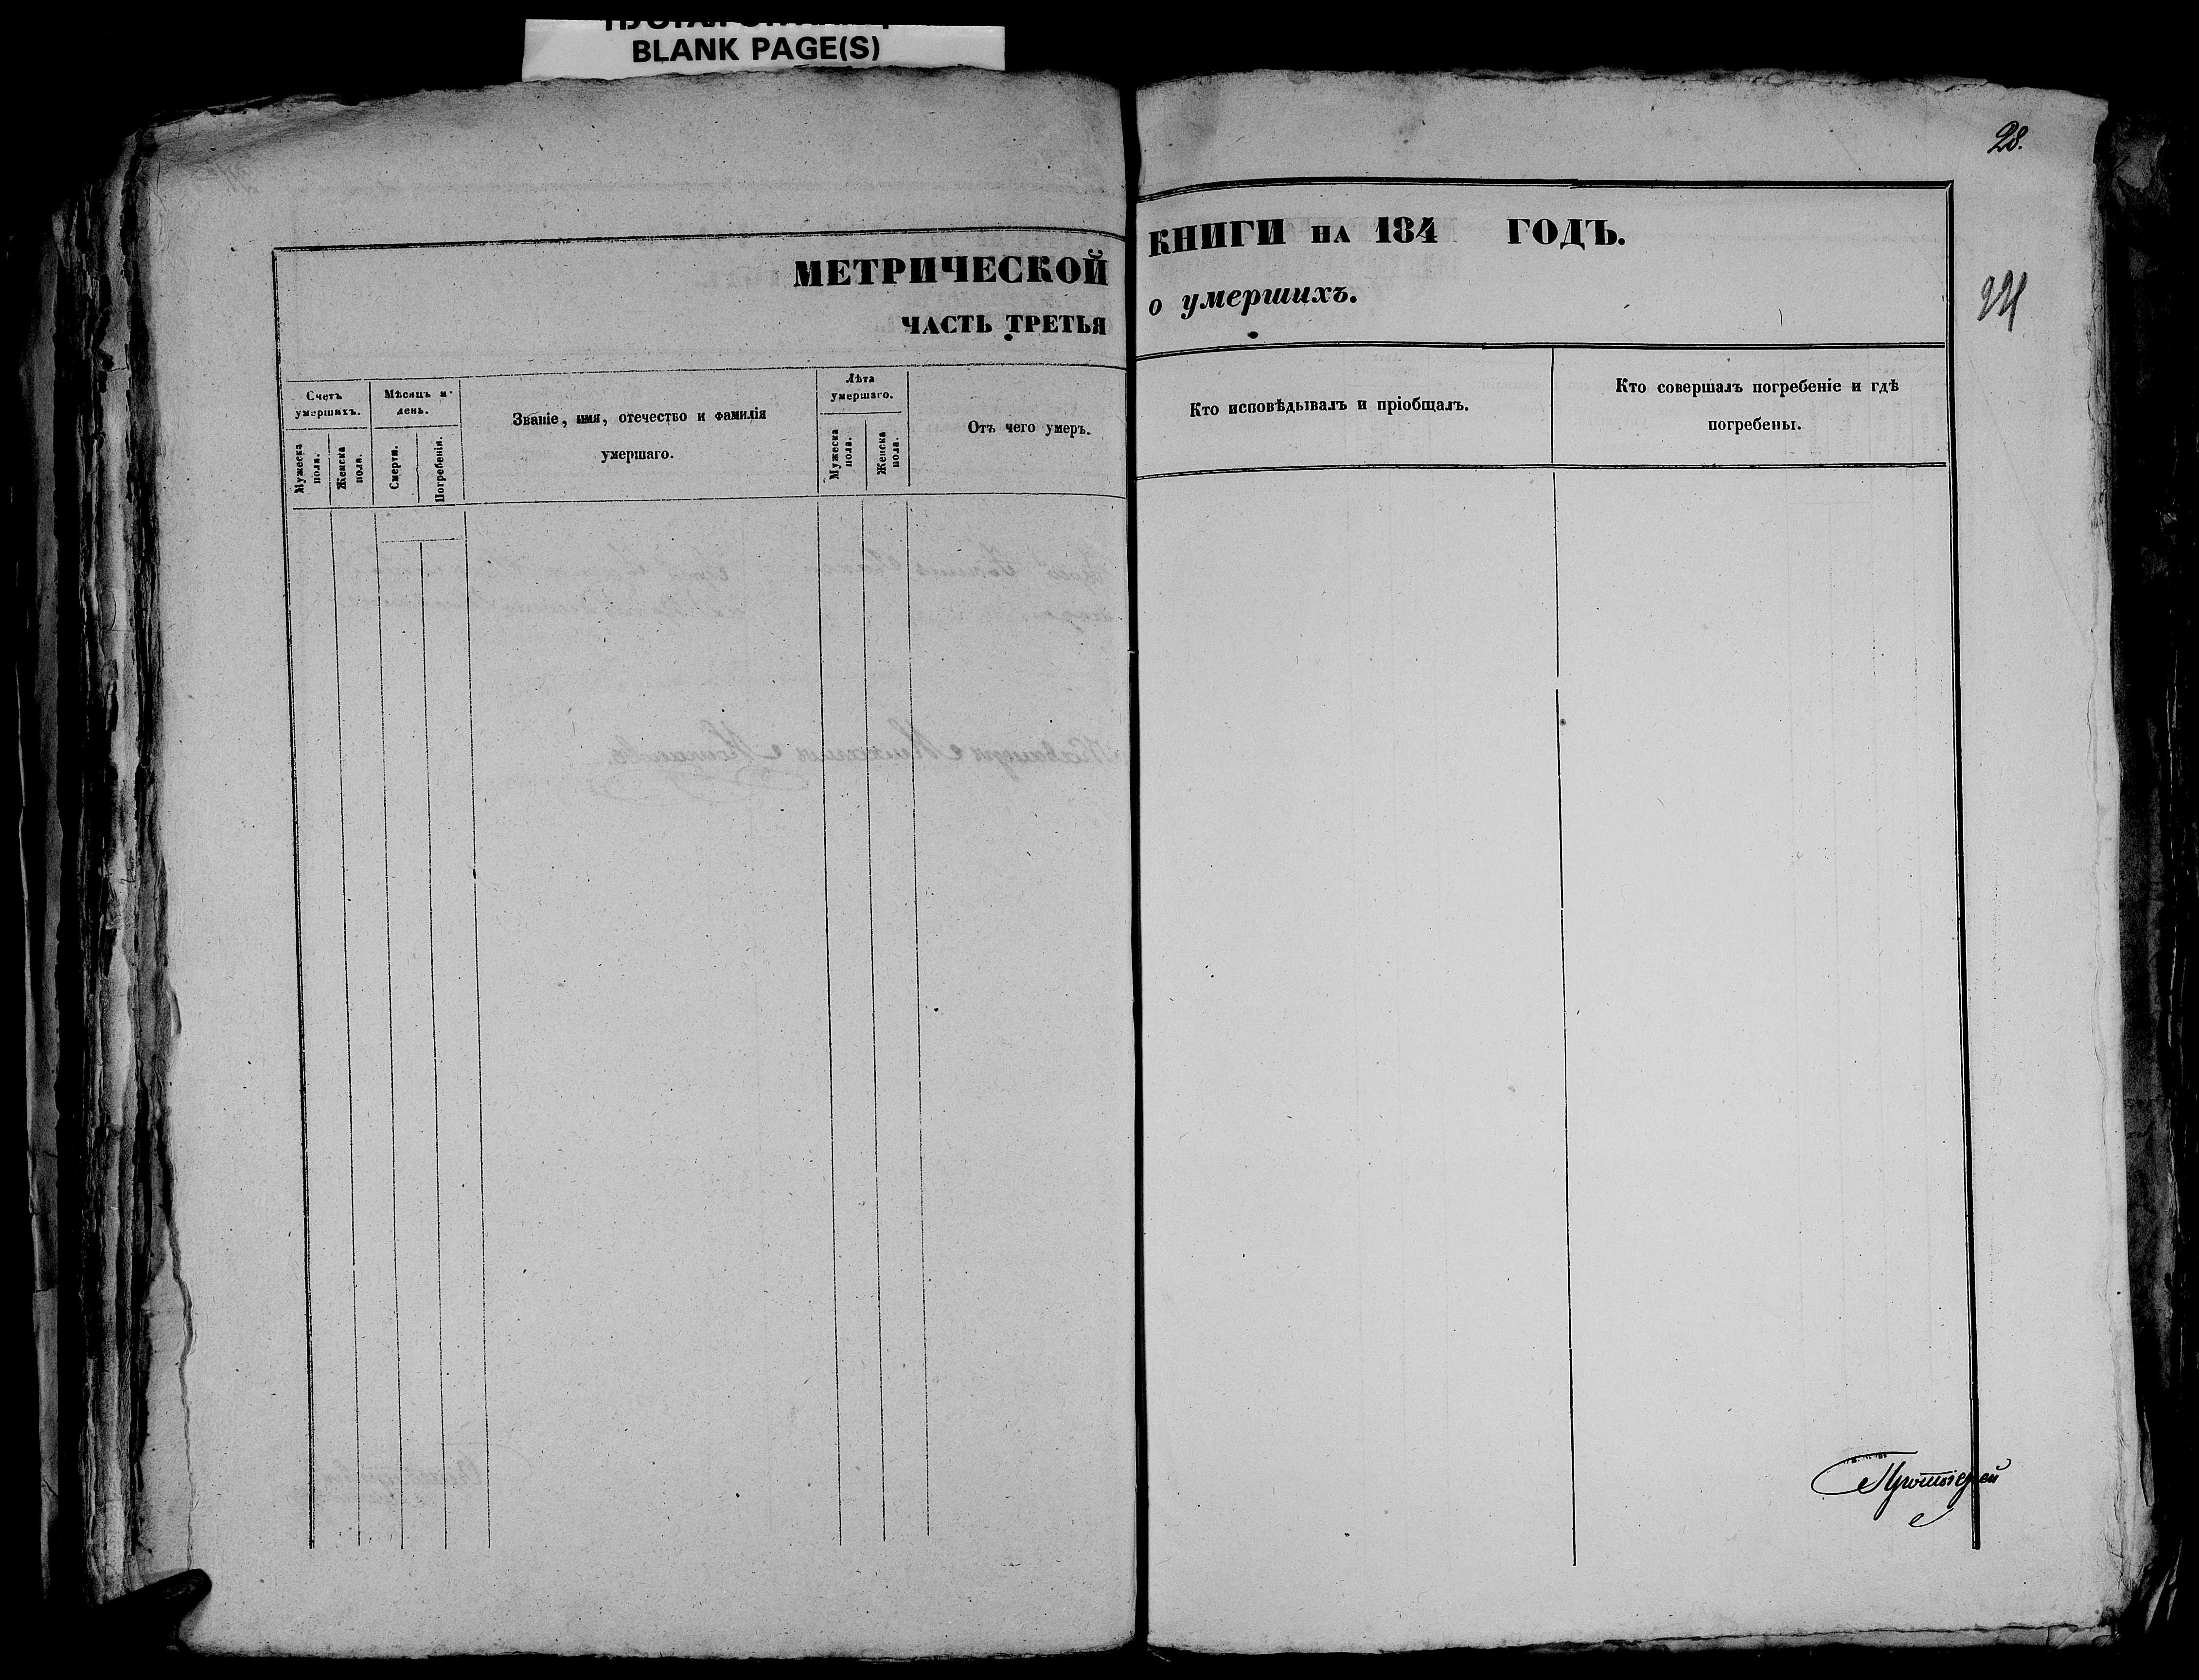 BLANK PAGE(S)
28.
МЕТРИЧЕСКОЙ КНИГИ НА 184 ГОДЪ.
ЧАСТЬ ТРЕТЬЯ о умершихъ.
Счетъ умершихъ.
Мужеска пола.
Женска пола.
Мѣсяцъ и день.
Смерти.
Погребенія.
Званіе, имя, отечество и фамилія
умершаго.
Лѣта умершаго.
Мужеска пола.
Женска пола.
Отъ чего умеръ.
Кто исповѣдывалъ и пріобщалъ.
Кто совершалъ погребеніе и гдѣ
погребены.
Протоіерей